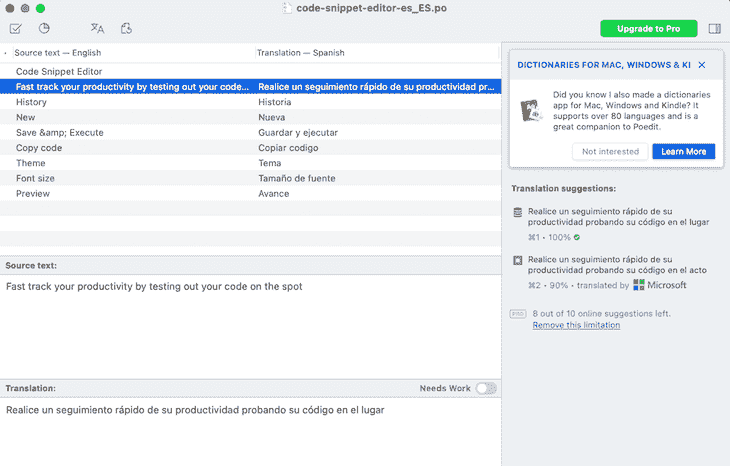 code-snippet-editor-es_ES.po
Upgrade to Pro
Source text — English Translation — Spanish
Code Snippet Editor
Fast track your productivity by testing out your code... Realice un seguimiento rápido de su productividad pr...
History Historia
New Nueva
Save &amp; Execute Guardar y ejecutar
Copy code Copiar codigo
Theme Tema
Font size Tamaño de fuente
Preview Avance
Source text:
Fast track your productivity by testing out your code on the spot
Translation: Needs Work
Realice un seguimiento rápido de su productividad probando su código en el lugar
DICTIONARIES FOR MAC, WINDOWS & KI
Did you know I also made a dictionaries
app for Mac, Windows and Kindle? It
supports over 80 languages and is a
great companion to Poedit.
Not interested Learn More
Translation suggestions:
Realice un seguimiento rápido de su
productividad probando su código en el lugar
⌘1 • 100%
Realice un seguimiento rápido de su
productividad probando su código en el acto
⌘2 • 90% • translated by Microsoft
PRO 8 out of 10 online suggestions left.
Remove this limitation